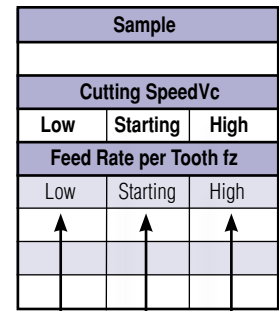 Sample
Cutting SpeedVc
Low Starting High
Feed Rate per Tooth fz
Low Starting High